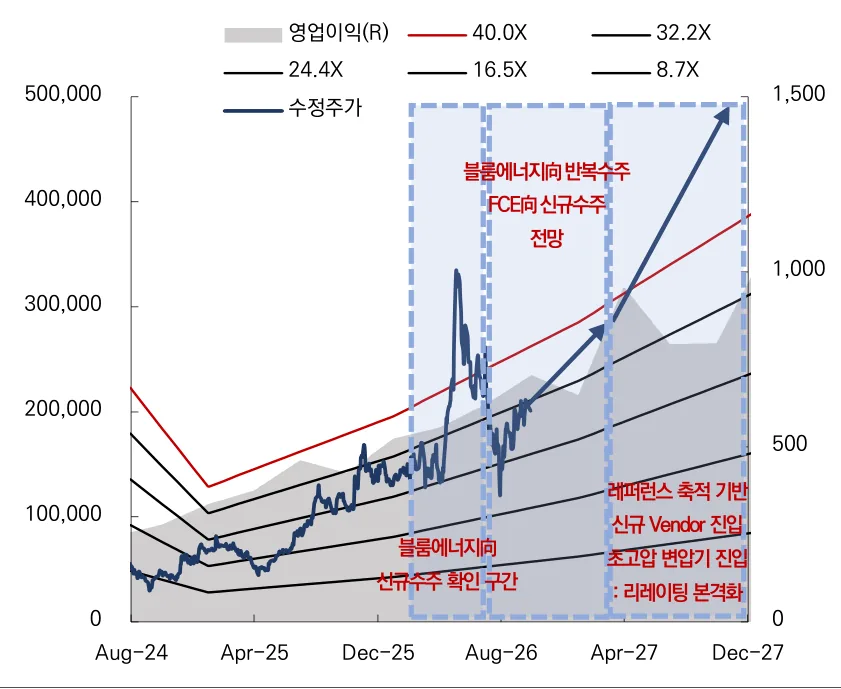 영업이익(R) 40.0X 32.2X
24.4X 16.5X 8.7X
수정주가
500,000
400,000
300,000
200,000
100,000
0
1,500
1,000
500
0
블룸에너지向 반복수주
FCE向 신규수주
전망
블룸에너지向
신규수주 확인 구간
레퍼런스 축적 기반
신규 Vendor 진입
초고압 변압기 진입
: 리레이팅 본격화
Aug-24 Apr-25 Dec-25 Aug-26 Apr-27 Dec-27